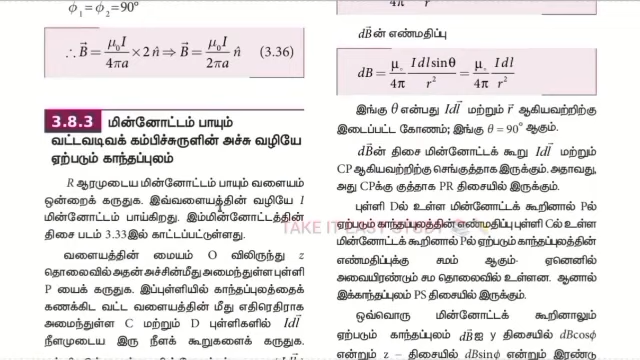 ϕ₁ = ϕ₂ = 90°
∴ B⃗ = μ₀I / 4πa × 2 n̂ ⇒ B⃗ = μ₀I / 2πa n̂ (3.36)
3.8.3 மின்னோட்டம் பாயும்
வட்டவடிவக் கம்பிச்சுருளின் அச்சு வழியே
ஏற்படும் காந்தப்புலம்
R ஆரமுடைய மின்னோட்டம் பாயும் வளையம்
ஒன்றைக் கருதுக. இவ்வளையத்தின் வழியே I
மின்னோட்டம் பாய்கிறது. இம்மின்னோட்டத்தின்
திசை படம் 3.33இல் காட்டப்பட்டுள்ளது.
வளையத்தின் மையம் O விலிருந்து z
தொலைவில் அதன் அச்சின்மீது அமைந்துள்ள புள்ளி
P யைக் கருதுக. இப்புள்ளியில் காந்தப்புலத்தைக்
கணக்கிட வட்ட வளையத்தின் மீது எதிரெதிராக
அமைந்துள்ள C மற்றும் D புள்ளிகளில் Idl⃗
நீளமுடைய இரு நீளக் கூறுகளைக் கருதுக.
4π r²
dB⃗ன் எண்மதிப்பு
dB = μ₀ / 4π Idl sinθ / r² = μ₀ / 4π Idl / r²
இங்கு θ என்பது Idl⃗ மற்றும் r⃗ ஆகியவற்றிற்கு
இடைப்பட்ட கோணம்; இங்கு θ = 90° ஆகும்.
dB⃗ன் திசை மின்னோட்டக் கூறு Idl⃗ மற்றும்
CP ஆகியவற்றிற்கு செங்குத்தாக இருக்கும். அதாவது,
அது CPக்கு குத்தாக PR திசையில் இருக்கும்.
புள்ளி Dல் உள்ள மின்னோட்டக் கூறினால் Pல்
ஏற்படும் காந்தப்புலத்தின் எண்மதிப்பு புள்ளி Cல் உள்ள
மின்னோட்டக் கூறினால் Pல் ஏற்படும் காந்தப்புலத்தின்
எண்மதிப்புக்கு சமம் ஆகும்- ஏனெனில்
அவையிரண்டும் சம தொலைவில் உள்ளன. ஆனால்
இக்காந்தப்புலம் PS திசையில் இருக்கும்.
ஒவ்வொரு மின்னோட்டக் கூறினாலும்
ஏற்படும் காந்தப்புலம் dB⃗ஐ y திசையில் dBcosϕ
என்றும் z – திசையில் dBsinϕ என்றும் இரண்டு
TAKE IT EASY STUDY